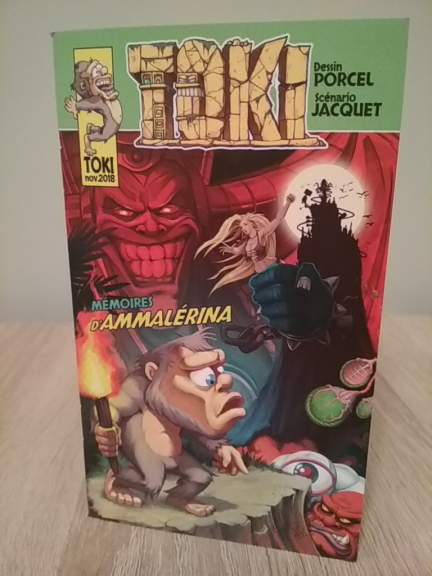 TOKI
Dessin
PORCEL
Scénario
JACQUET
TOKI
nov.2018
MÉMOIRES
D'AMMALÉRINA